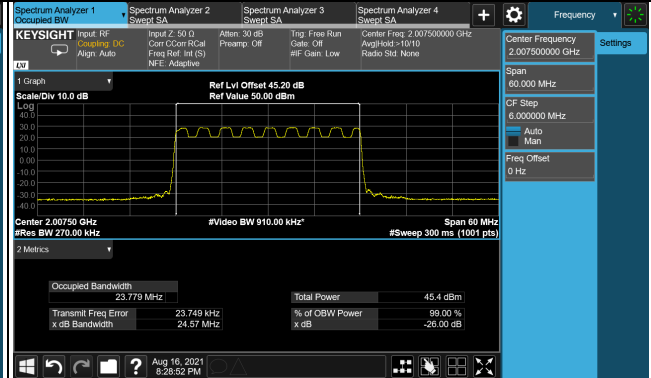 Spectrum Analyzer 1
Occupied BW
Spectrum Analyzer 2
Swept SA
Spectrum Analyzer 3
Swept SA
Spectrum Analyzer 4
Swept SA
+
Frequency
KEYSIGHT
LXI
Input: RF
Coupling: DC
Align: Auto
Input Z: 50 Ω
Corr CCorr RCal
Freq Ref: Int (S)
NFE: Adaptive
Atten: 30 dB
Preamp: Off
Trig: Free Run
Gate: Off
#IF Gain: Low
Center Freq: 2.007500000 GHz
Avg|Hold:>10/10
Radio Std: None
Center Frequency
2.007500000 GHz
Settings
Span
60.000 MHz
CF Step
6.000000 MHz
Auto
Man
Freq Offset
0 Hz
1 Graph
Scale/Div 10.0 dB
Ref Lvl Offset 45.20 dB
Ref Value 50.00 dBm
Log
40.0
30.0
20.0
10.0
0.00
-10.0
-20.0
-30.0
-40.0
Center 2.00750 GHz
#Video BW 910.00 kHz*
Span 60 MHz
#Res BW 270.00 kHz
#Sweep 300 ms (1001 pts)
2 Metrics
Occupied Bandwidth
23.779 MHz
Total Power 45.4 dBm
Transmit Freq Error 23.749 kHz
% of OBW Power 99.00 %
x dB Bandwidth 24.57 MHz
x dB -26.00 dB
?
Aug 16, 2021
8:28:52 PM